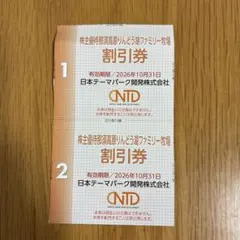 1
株主優待那須高原りんどう湖ファミリー牧場
割引券
有効期限／2026年10月31日
日本テーマパーク開発株式会社
NTD
2
株主優待那須高原りんどう湖ファミリー牧場
割引券
有効期限／2026年10月31日
日本テーマパーク開発株式会社
NTD